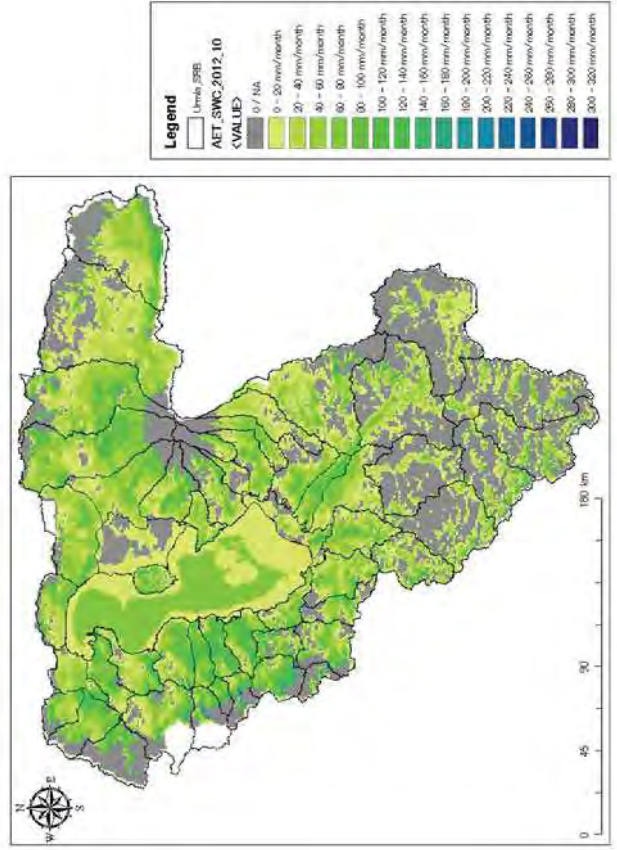 N
W E
S
0 45 90 180 km
Legend
Urmia
AET_SWC_2012_10
<VALUE>
0 / NA
0 - 20 mm/month
20 - 40 mm/month
40 - 60 mm/month
60 - 80 mm/month
80 - 100 mm/month
100 - 120 mm/month
120 - 140 mm/month
140 - 160 mm/month
160 - 180 mm/month
180 - 200 mm/month
200 - 220 mm/month
220 - 240 mm/month
240 - 260 mm/month
260 - 280 mm/month
280 - 300 mm/month
300 - 320 mm/month